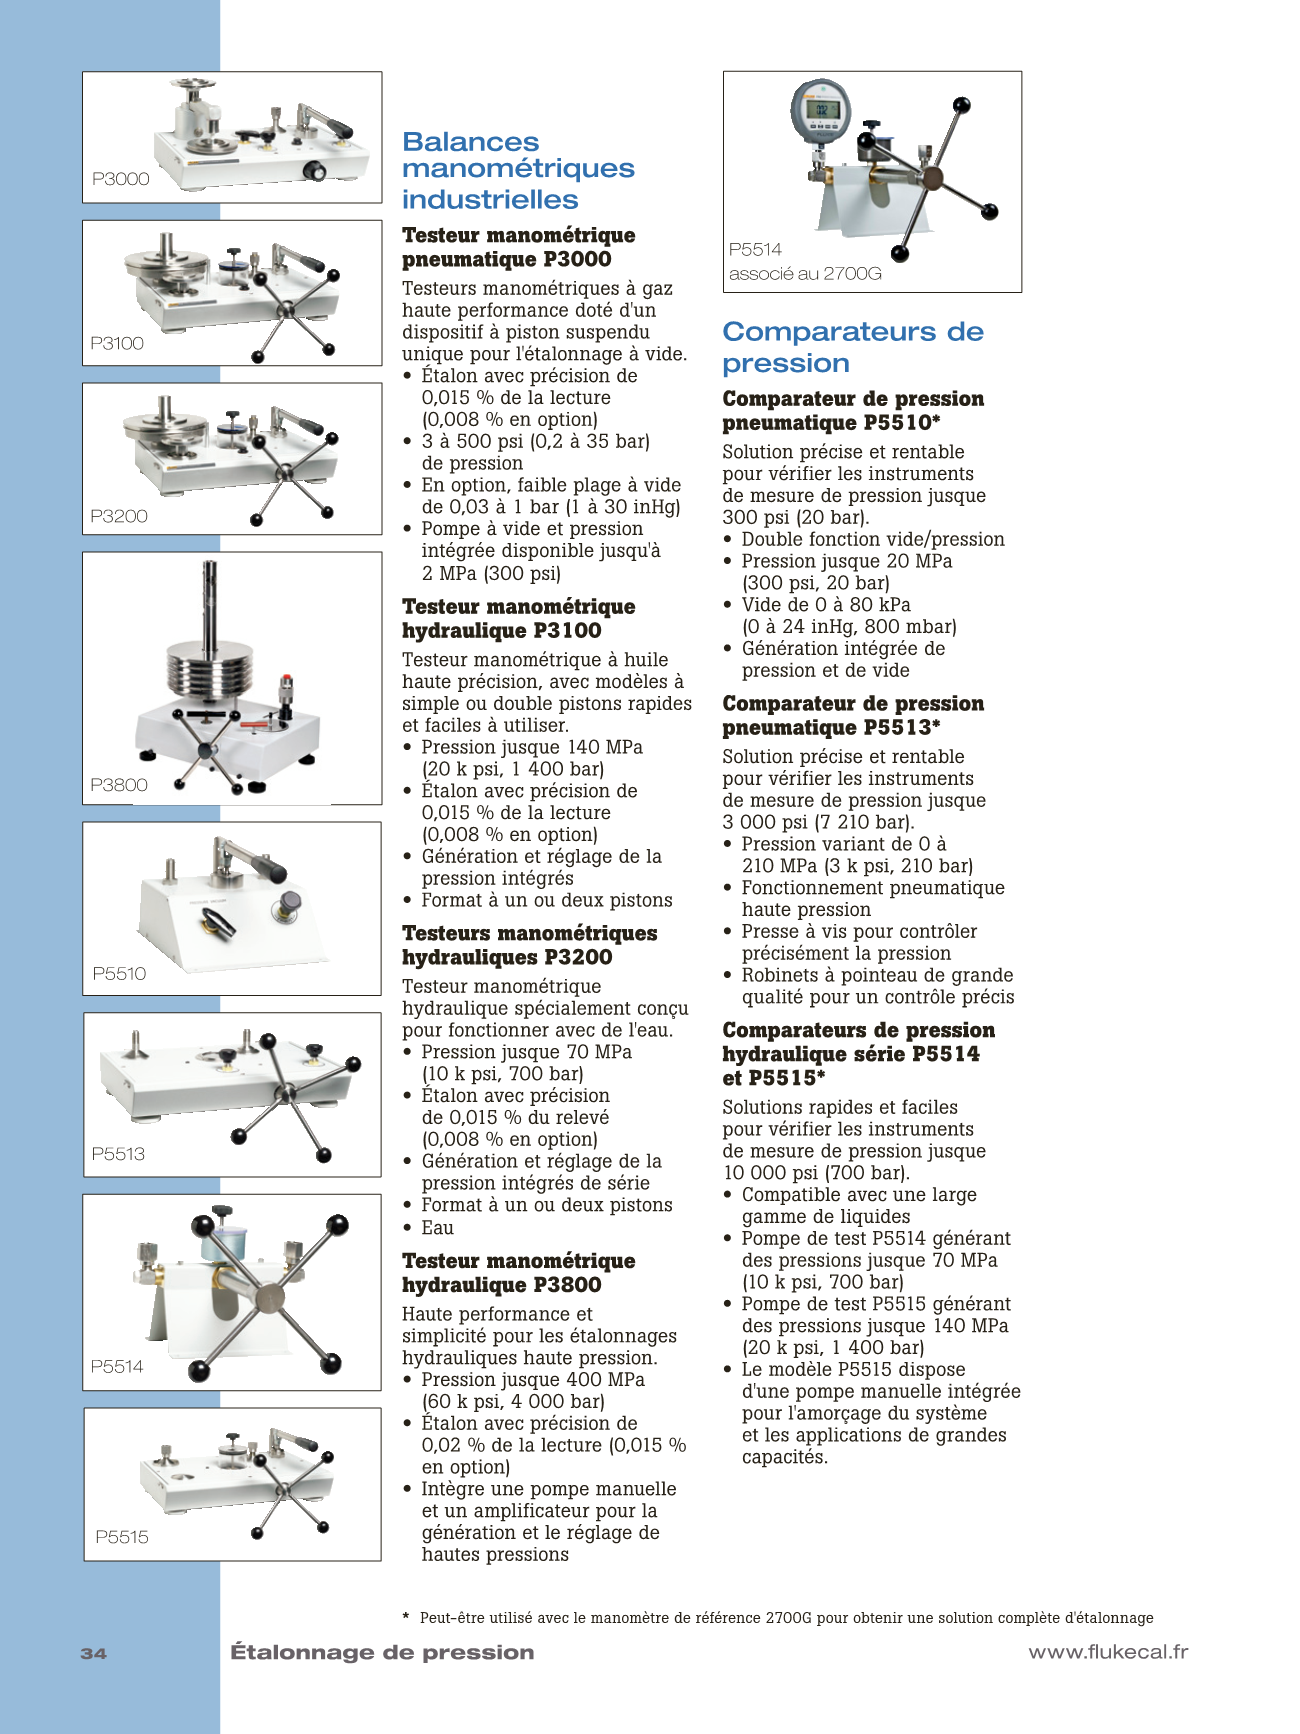 P3000
P3100
P3200
P3800
P5510
P5513
P5514
P5515
Balances
manométriques
industrielles
Testeur manométrique
pneumatique P3000
Testeurs manométriques à gaz
haute performance doté d'un
dispositif à piston suspendu
unique pour l'étalonnage à vide.
• Étalon avec précision de
0,015 % de la lecture
(0,008 % en option)
• 3 à 500 psi (0,2 à 35 bar)
de pression
• En option, faible plage à vide
de 0,03 à 1 bar (1 à 30 inHg)
• Pompe à vide et pression
intégrée disponible jusqu'à
2 MPa (300 psi)
Testeur manométrique
hydraulique P3100
Testeur manométrique à huile
haute précision, avec modèles à
simple ou double pistons rapides
et faciles à utiliser.
• Pression jusque 140 MPa
(20 k psi, 1 400 bar)
• Étalon avec précision de
0,015 % de la lecture
(0,008 % en option)
• Génération et réglage de la
pression intégrés
• Format à un ou deux pistons
Testeurs manométriques
hydrauliques P3200
Testeur manométrique
hydraulique spécialement conçu
pour fonctionner avec de l'eau.
• Pression jusque 70 MPa
(10 k psi, 700 bar)
• Étalon avec précision
de 0,015 % du relevé
(0,008 % en option)
• Génération et réglage de la
pression intégrés de série
• Format à un ou deux pistons
• Eau
Testeur manométrique
hydraulique P3800
Haute performance et
simplicité pour les étalonnages
hydrauliques haute pression.
• Pression jusque 400 MPa
(60 k psi, 4 000 bar)
• Étalon avec précision de
0,02 % de la lecture (0,015 %
en option)
• Intègre une pompe manuelle
et un amplificateur pour la
génération et le réglage de
hautes pressions
P5514
associé au 2700G
Comparateurs de
pression
Comparateur de pression
pneumatique P5510*
Solution précise et rentable
pour vérifier les instruments
de mesure de pression jusque
300 psi (20 bar).
• Double fonction vide/pression
• Pression jusque 20 MPa
(300 psi, 20 bar)
• Vide de 0 à 80 kPa
(0 à 24 inHg, 800 mbar)
• Génération intégrée de
pression et de vide
Comparateur de pression
pneumatique P5513*
Solution précise et rentable
pour vérifier les instruments
de mesure de pression jusque
3 000 psi (7 210 bar).
• Pression variant de 0 à
210 MPa (3 k psi, 210 bar)
• Fonctionnement pneumatique
haute pression
• Presse à vis pour contrôler
précisément la pression
• Robinets à pointeau de grande
qualité pour un contrôle précis
Comparateurs de pression
hydraulique série P5514
et P5515*
Solutions rapides et faciles
pour vérifier les instruments
de mesure de pression jusque
10 000 psi (700 bar).
• Compatible avec une large
gamme de liquides
• Pompe de test P5514 générant
des pressions jusque 70 MPa
(10 k psi, 700 bar)
• Pompe de test P5515 générant
des pressions jusque 140 MPa
(20 k psi, 1 400 bar)
• Le modèle P5515 dispose
d'une pompe manuelle intégrée
pour l'amorçage du système
et les applications de grandes
capacités.
* Peut-être utilisé avec le manomètre de référence 2700G pour obtenir une solution complète d'étalonnage
34
Étalonnage de pression
www.flukecal.fr